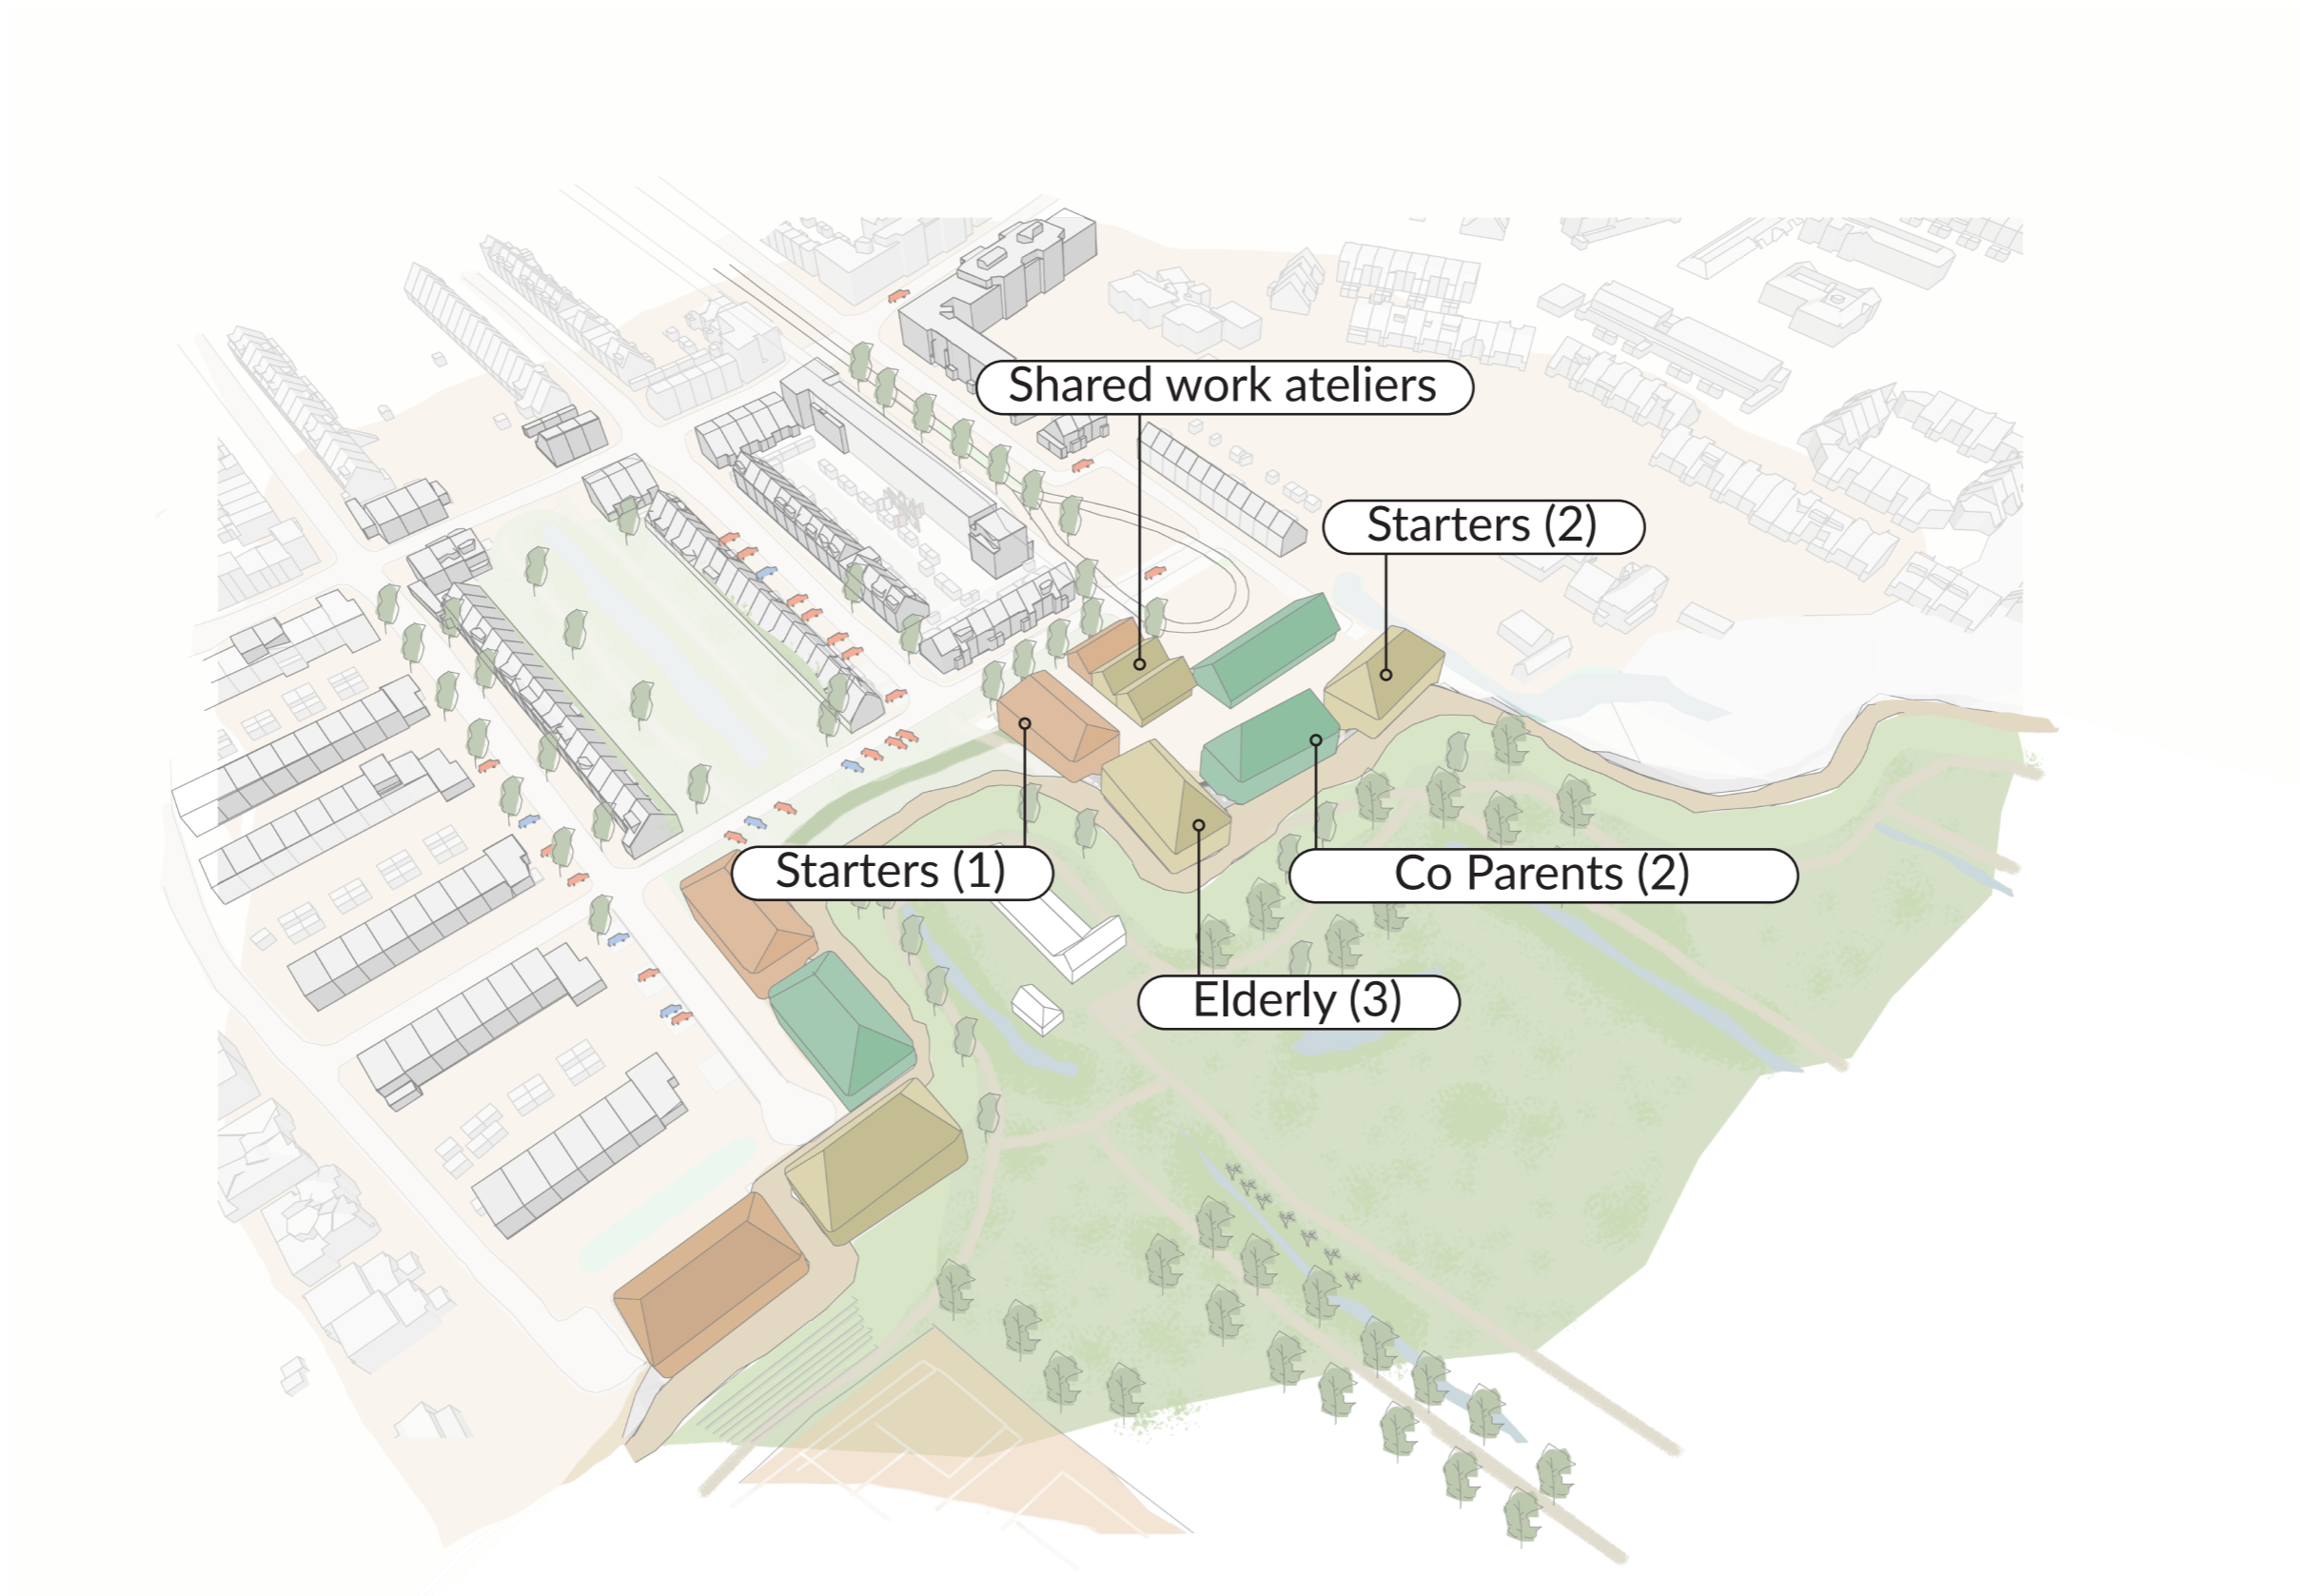 Shared work ateliers
Starters (2)
Starters (1)
Co Parents (2)
Elderly (3)